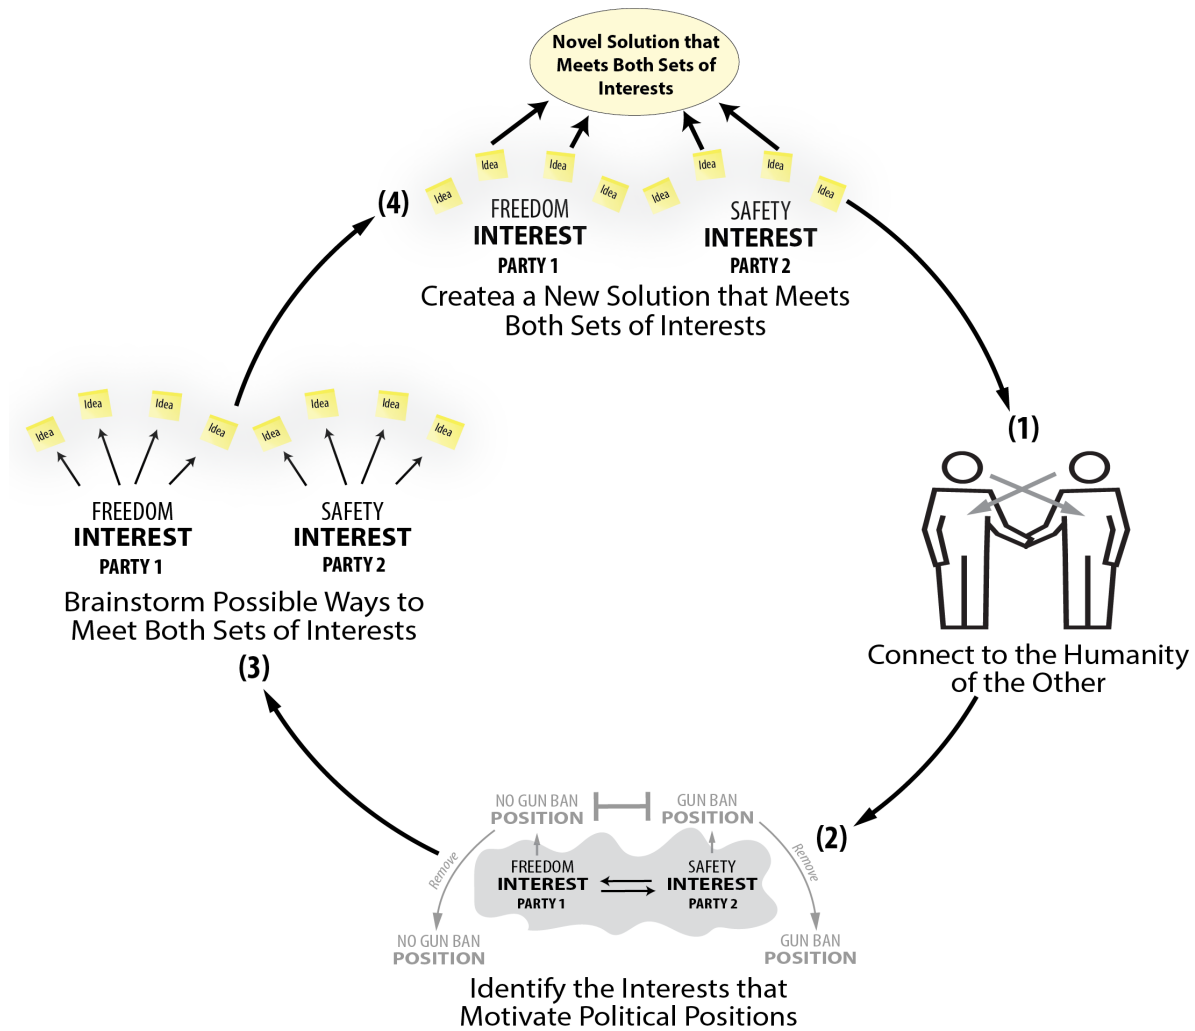 Novel Solution that
Meets Both Sets of
Interests
Idea
Idea
Idea
Idea
Idea
Idea
Idea
Idea
(4)
FREEDOM
INTEREST
PARTY 1
SAFETY
INTEREST
PARTY 2
Createa a New Solution that Meets
Both Sets of Interests
(1)
Connect to the Humanity
of the Other
(2)
NO GUN BAN
POSITION
GUN BAN
POSITION
Remove
Remove
FREEDOM
INTEREST
PARTY 1
SAFETY
INTEREST
PARTY 2
NO GUN BAN
POSITION
GUN BAN
POSITION
Identify the Interests that
Motivate Political Positions
Idea
Idea
Idea
Idea
Idea
Idea
Idea
Idea
FREEDOM
INTEREST
PARTY 1
SAFETY
INTEREST
PARTY 2
Brainstorm Possible Ways to
Meet Both Sets of Interests
(3)